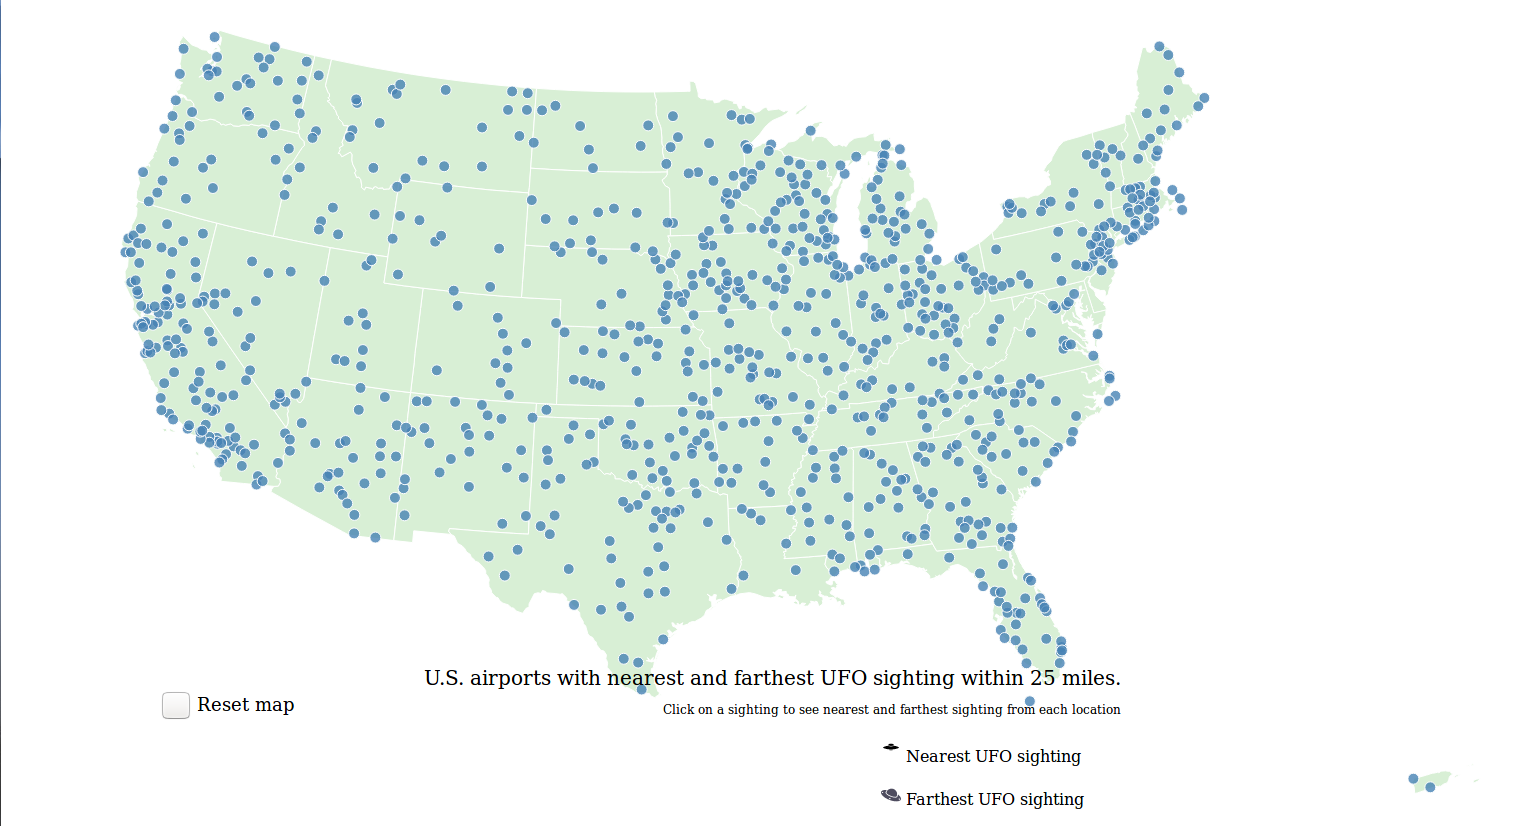 U.S. airports with nearest and farthest UFO sighting within 25 miles.
Reset map
Click on a sighting to see nearest and farthest sighting from each location
Nearest UFO sighting
Farthest UFO sighting